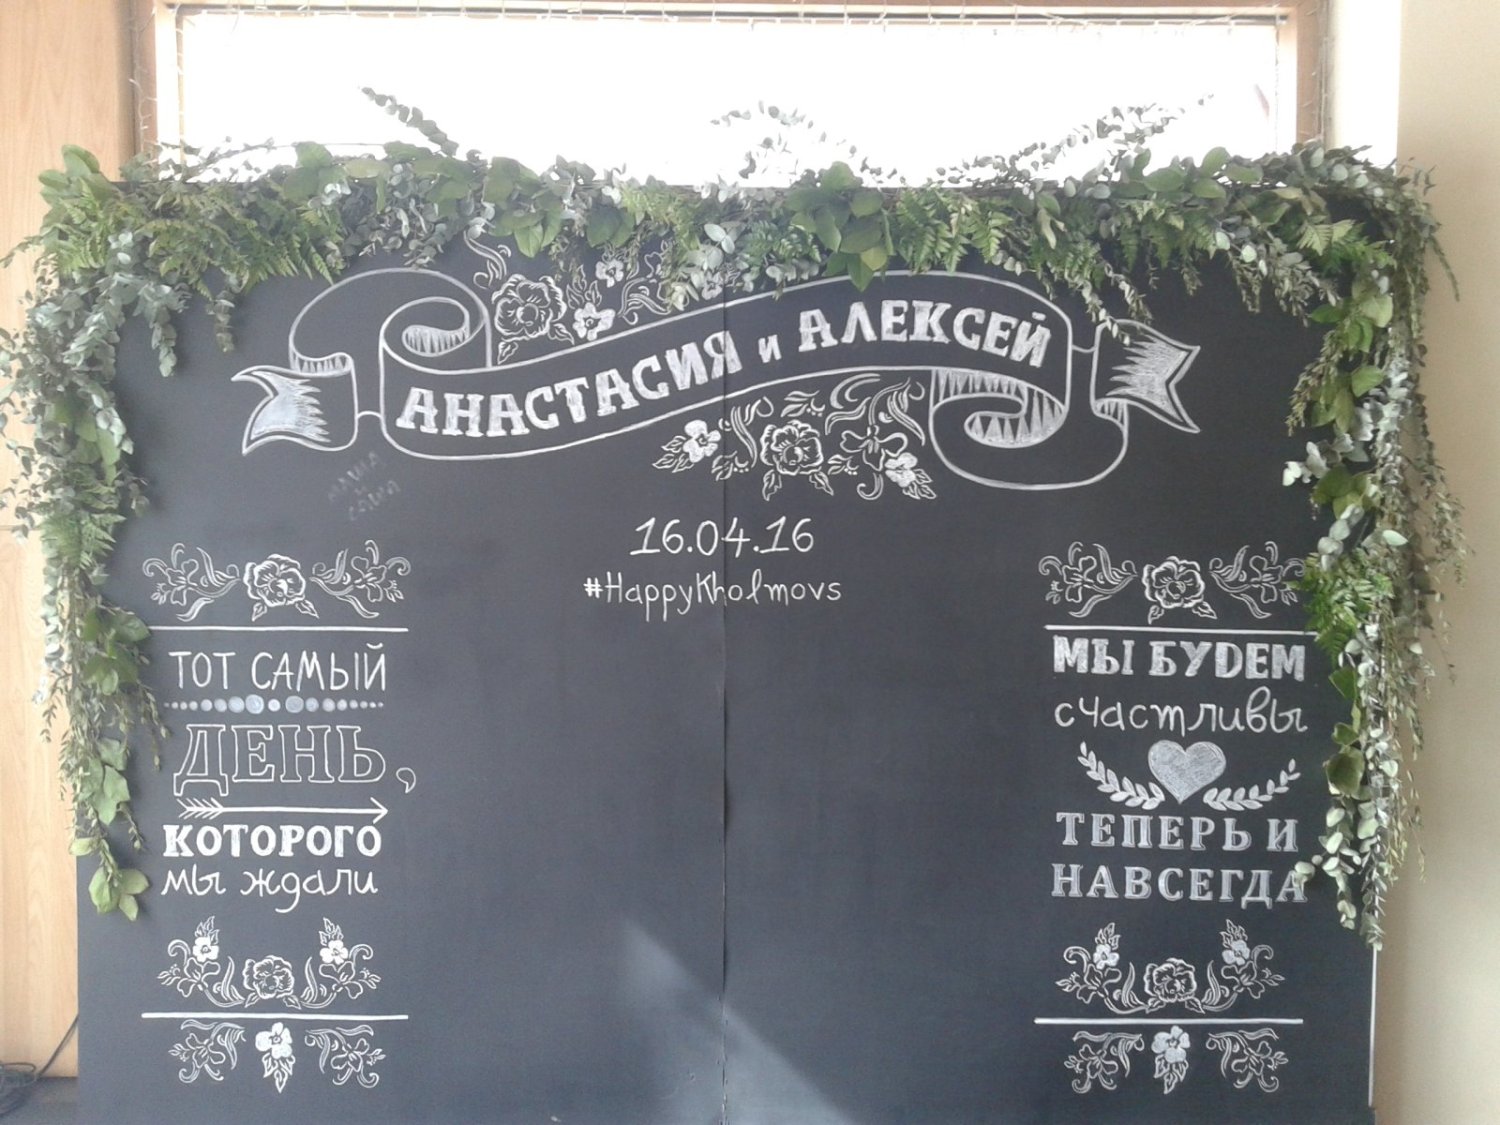 АНАСТАСИЯ и АЛЕКСЕЙ
16.04.16
#HappyKholmovs
ТОТ САМЫЙ
ДЕНЬ,
КОТОРОГО
мы ждали
МЫ БУДЕМ
счастливы
ТЕПЕРЬ И
НАВСЕГДА